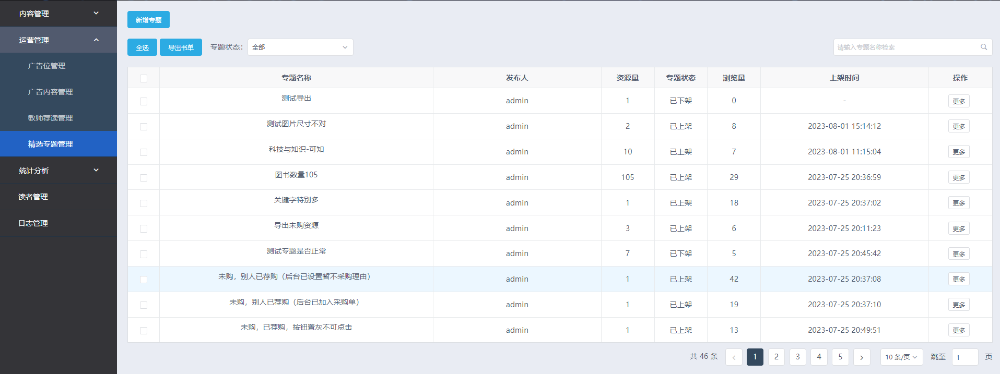 内容管理
运营管理
广告位管理
广告内容管理
教师荐读管理
精选专题管理
统计分析
读者管理
日志管理
新增专题
全选 导出书单 专题状态： 全部 请输入专题名称检索
专题名称 发布人 资源量 专题状态 浏览量 上架时间 操作
测试导出 admin 1 已下架 0 - 更多
测试图片尺寸不对 admin 2 已上架 8 2023-08-01 15:14:12 更多
科技与知识-可知 admin 10 已上架 7 2023-08-01 11:15:04 更多
图书数量105 admin 105 已上架 29 2023-07-25 20:36:59 更多
关键字特别多 admin 1 已上架 18 2023-07-25 20:37:02 更多
导出未购资源 admin 3 已上架 6 2023-07-25 20:11:23 更多
测试专题是否正常 admin 7 已下架 5 2023-07-25 20:45:42 更多
未购，别人已荐购（后台已设置暂不采购理由） admin 1 已上架 42 2023-07-25 20:37:08 更多
未购，别人已荐购（后台已加入采购单） admin 1 已上架 19 2023-07-25 20:37:10 更多
未购，已荐购，按钮置灰不可点击 admin 1 已上架 13 2023-07-25 20:49:51 更多
共 46 条 1 2 3 4 5 10 条/页 跳至 1 页